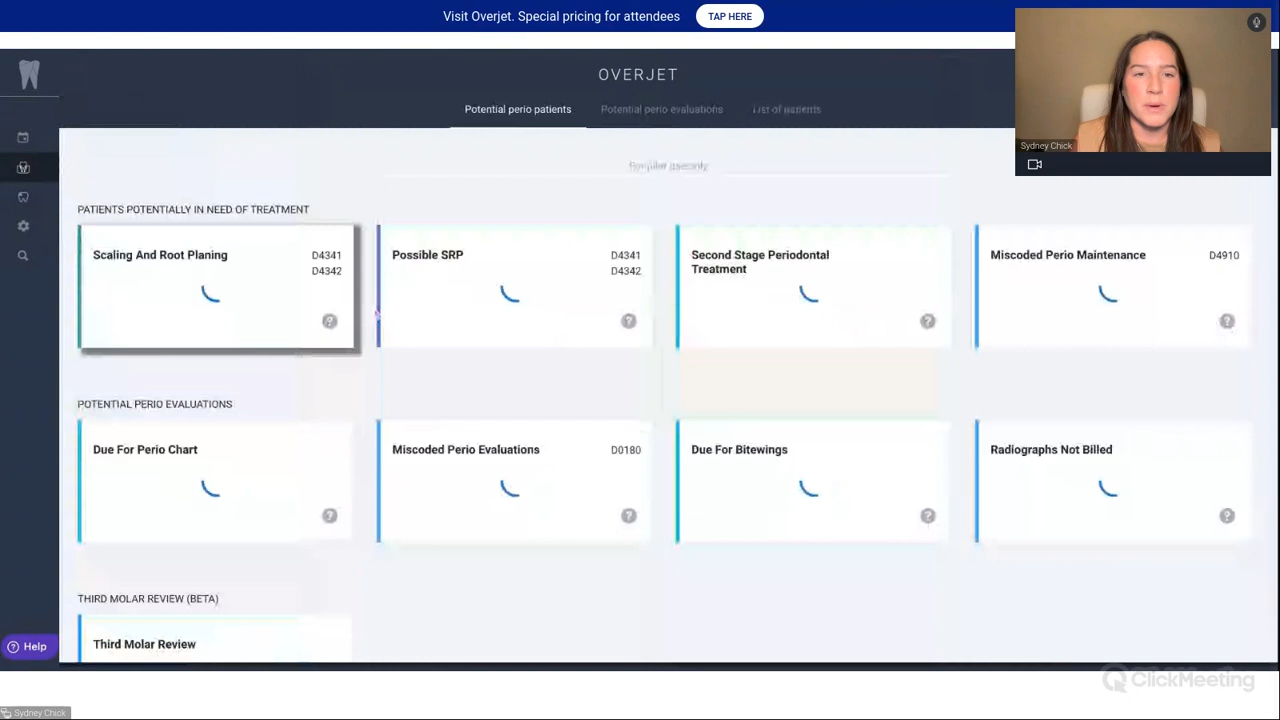 Visit Overjet. Special pricing for attendees
TAP HERE
Sydney Chick
OVERJET
Potential perio patients
Potential perio evaluations
List of patients
PATIENTS POTENTIALLY IN NEED OF TREATMENT
Scaling And Root Planing
D4341
D4342
?
Possible SRP
D4341
D4342
?
Second Stage Periodontal
Treatment
?
Miscoded Perio Maintenance
D4910
?
POTENTIAL PERIO EVALUATIONS
Due For Perio Chart
?
Miscoded Perio Evaluations
D0180
?
Due For Bitewings
?
Radiographs Not Billed
?
THIRD MOLAR REVIEW (BETA)
Third Molar Review
? Help
ClickMeeting
Sydney Chick